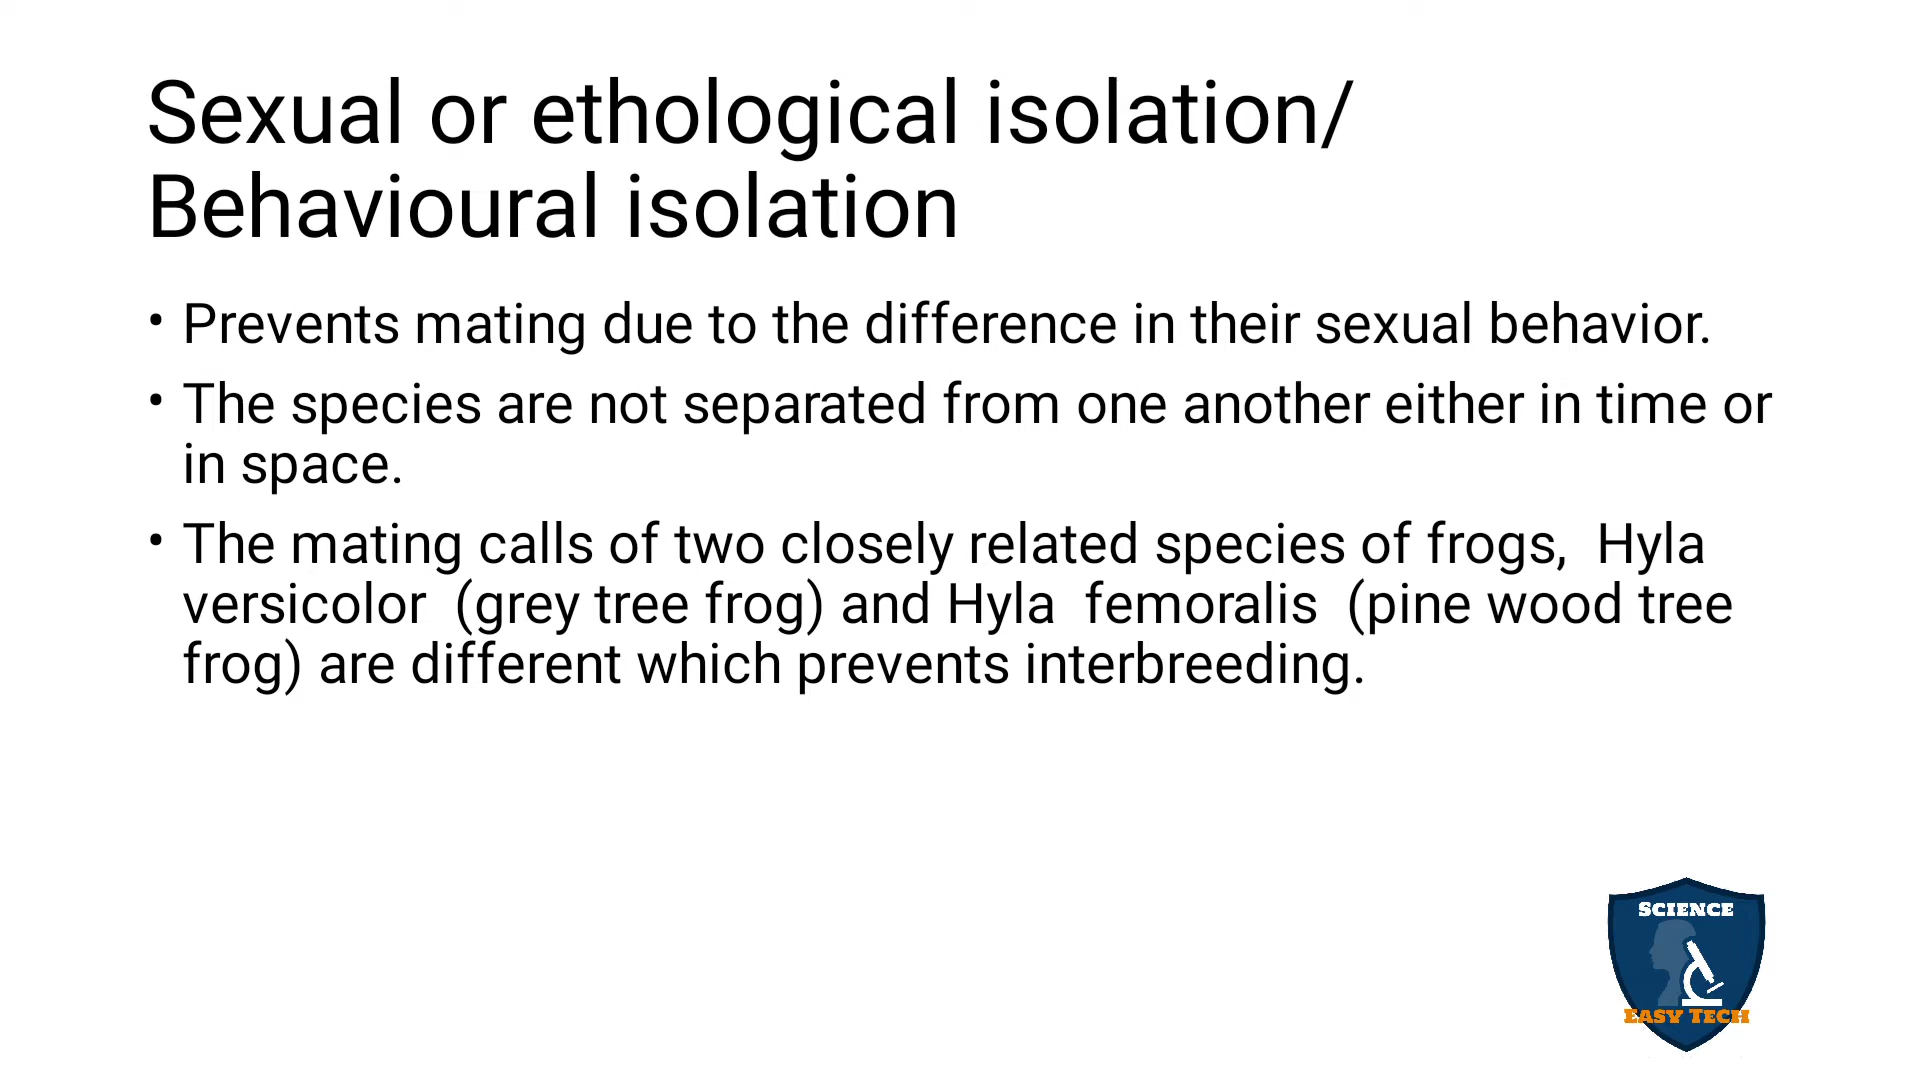 Sexual or ethological isolation/
Behavioural isolation
• Prevents mating due to the difference in their sexual behavior.
• The species are not separated from one another either in time or
in space.
• The mating calls of two closely related species of frogs,  Hyla
versicolor  (grey tree frog) and Hyla  femoralis  (pine wood tree
frog) are different which prevents interbreeding.
SCIENCE
EASY TECH